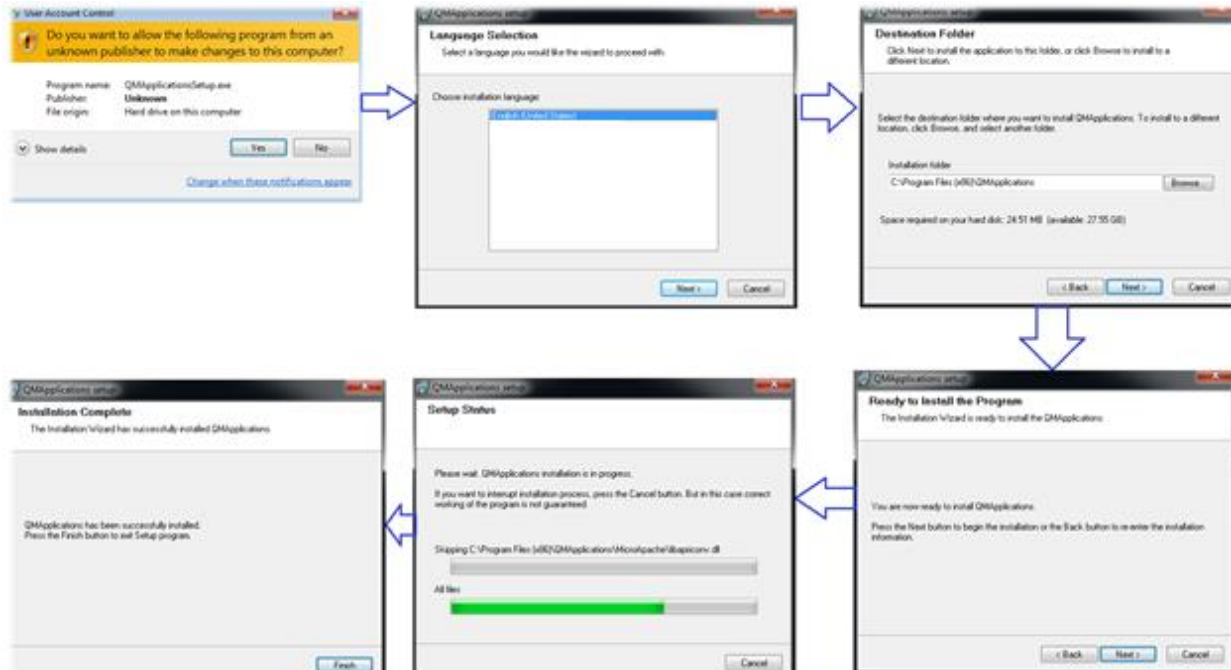 User Account Control
Do you want to allow the following program from an
unknown publisher to make changes to this computer?
Program name: QMApplicationsSetup.exe
Publisher: Unknown
File origin: Hard drive on this computer
Show details
Yes
No
Change when these notifications appear
QMApplications setup
Language Selection
Select a language you would like the wizard to proceed with.
Choose installation language:
English (United States)
Next >
Cancel
QMApplications setup
Destination Folder
Click Next to install the application to this folder, or click Browse to install to a
different location.
Select the destination folder where you want to install QMApplications. To install to a different
location, click Browse, and select another folder.
Installation folder
C:\Program Files (x86)\QMApplications
Browse...
Space required on your hard disk: 24.51 MB (available: 27.55 GB)
< Back
Next >
Cancel
QMApplications setup
Ready to Install the Program
The Installation Wizard is ready to install the QMApplications
You are now ready to install QMApplications.
Press the Next button to begin the installation or the Back button to re-enter the installation
information.
< Back
Next >
Cancel
QMApplications setup
Setup Status
Please wait. QMApplications installation is in progress.
If you want to interrupt installation process, press the Cancel button. But in this case correct
working of the program is not guaranteed.
Skipping C:\Program Files (x86)\QMApplications\MicroApache\libapriconv.dll
All files
Cancel
QMApplications setup
Installation Complete
The Installation Wizard has successfully installed QMApplications.
QMApplications has been successfully installed.
Press the Finish button to exit Setup program.
Finish